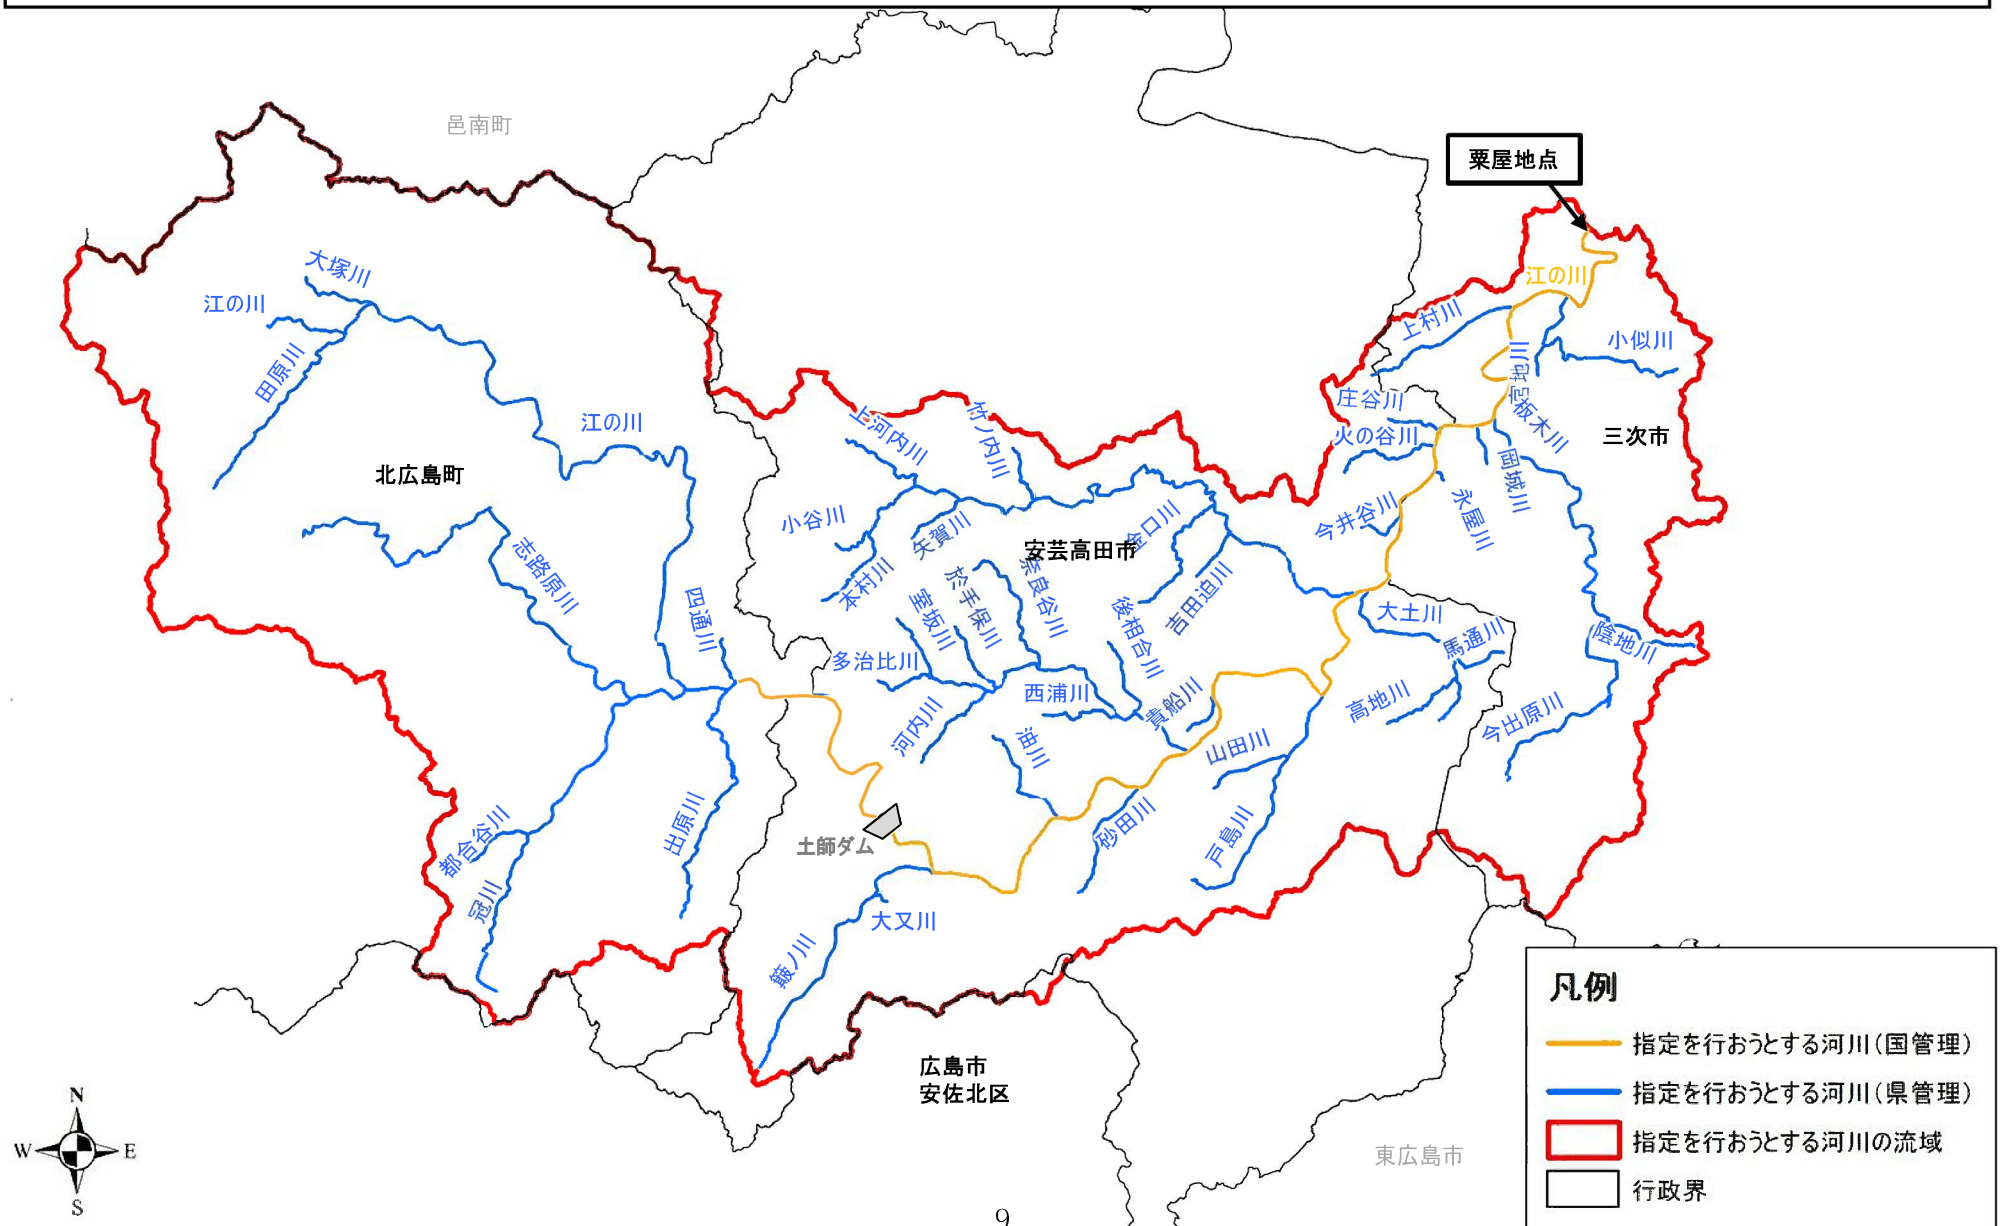 邑南町
粟屋地点
大塚川
江の川
田原川
江の川
北広島町
志路原川
四通川
都合谷川
冠川
出原川
江の川
上村川
宮地川
小似川
庄谷川
火の谷川
板木川
三次市
岡城川
永屋川
今井谷川
上河内川
竹ノ内川
小谷川
矢賀川
本村川
安芸高田市
金口川
吉田迫川
於手保川
室坂川
奈良谷川
後相合川
多治比川
西浦川
河内川
油川
貴船川
山田川
砂田川
戸島川
大土川
馬通川
高地川
陰地川
今出原川
土師ダム
大又川
簸ノ川
広島市
安佐北区
東広島市
凡例
指定を行おうとする河川(国管理)
指定を行おうとする河川(県管理)
指定を行おうとする河川の流域
行政界
N
W
E
S
9